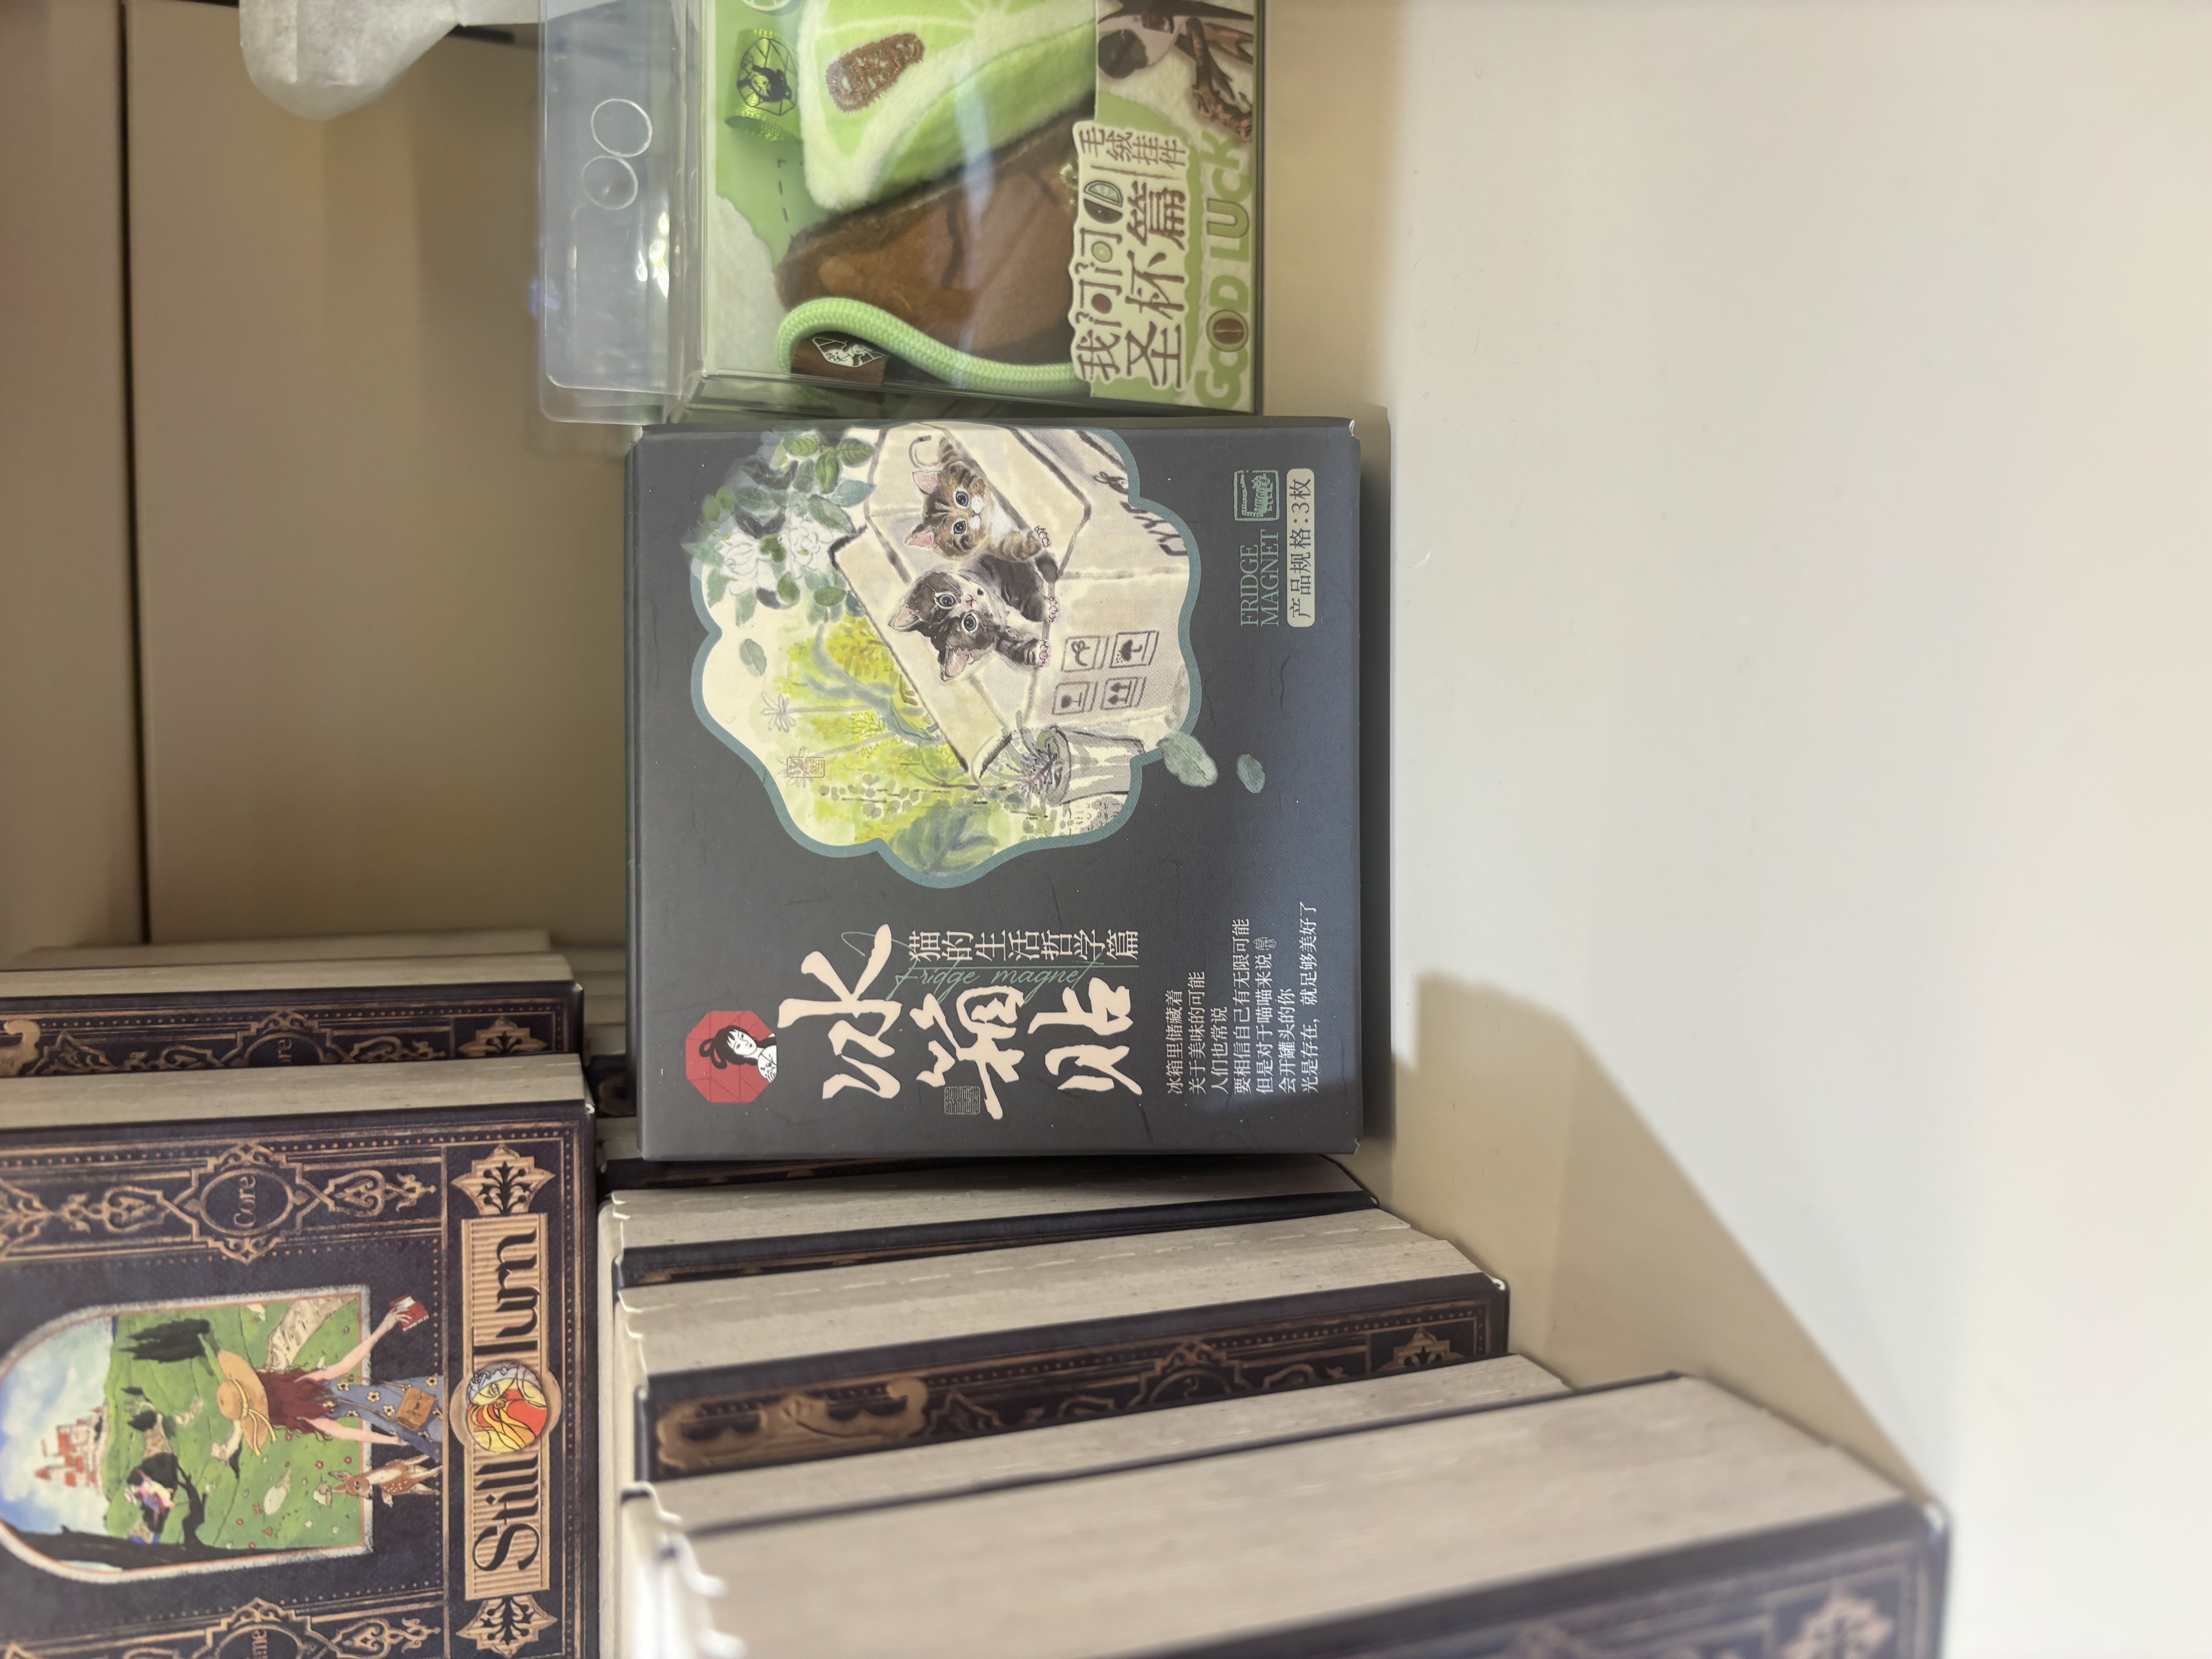 Core
Still Turn
冰箱贴
猫的生活哲学篇
Fridge magnet
冰箱里储藏着
关于美味的可能
人们也常说
要相信自己有无限可能
但是对于喵喵来说
会开罐头的你
光是存在，就足够美好了
FRIDGE
MAGNET
产品规格:3枚
我问问
圣杯篇
毛绒挂件
GOOD LUCK